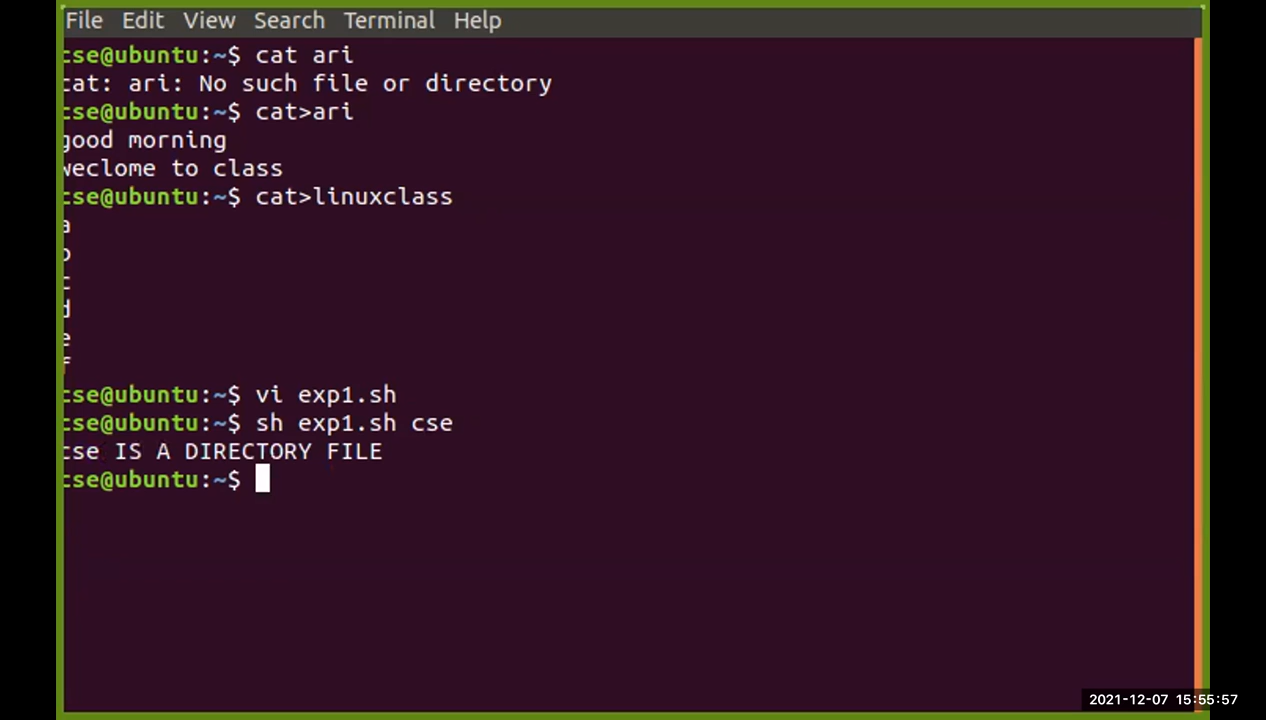 File Edit View Search Terminal Help
cse@ubuntu:~$ cat ari
cat: ari: No such file or directory
cse@ubuntu:~$ cat>ari
good morning
weclome to class
cse@ubuntu:~$ cat>linuxclass
a
b
c
d
e
f
cse@ubuntu:~$ vi exp1.sh
cse@ubuntu:~$ sh exp1.sh cse
cse IS A DIRECTORY FILE
cse@ubuntu:~$
2021-12-07 15:55:57